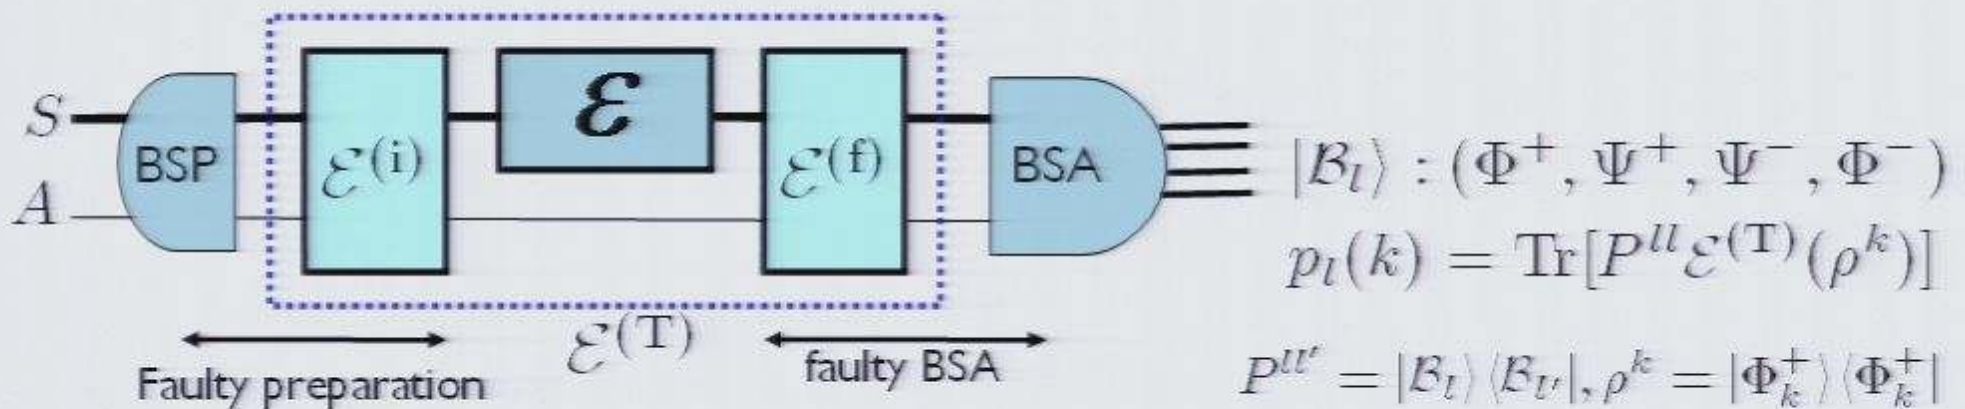 S
A
BSP
ℰ⁽ⁱ⁾
ℰ
ℰ⁽ᶠ⁾
BSA
|ℬ_l⟩ : (Φ⁺, Ψ⁺, Ψ⁻, Φ⁻)
p_l(k) = Tr[P^{ll} ℰ^{(T)}(ρ^k)]
P^{ll'} = |ℬ_l⟩⟨ℬ_{l'}|, ρ^k = |Φ_k^+⟩⟨Φ_k^+|
ℰ^{(T)}
Faulty preparation
faulty BSA